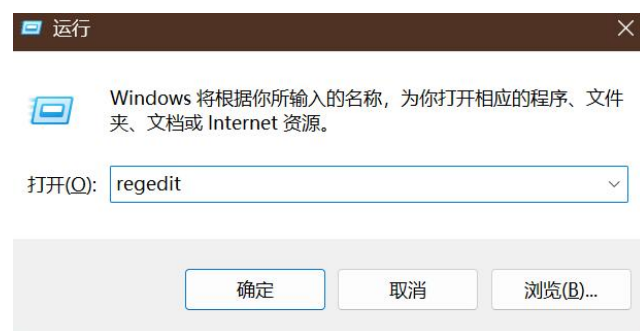 运行
Windows 将根据你所输入的名称，为你打开相应的程序、文件
夹、文档或 Internet 资源。
打开(O): regedit
确定 取消 浏览(B)...